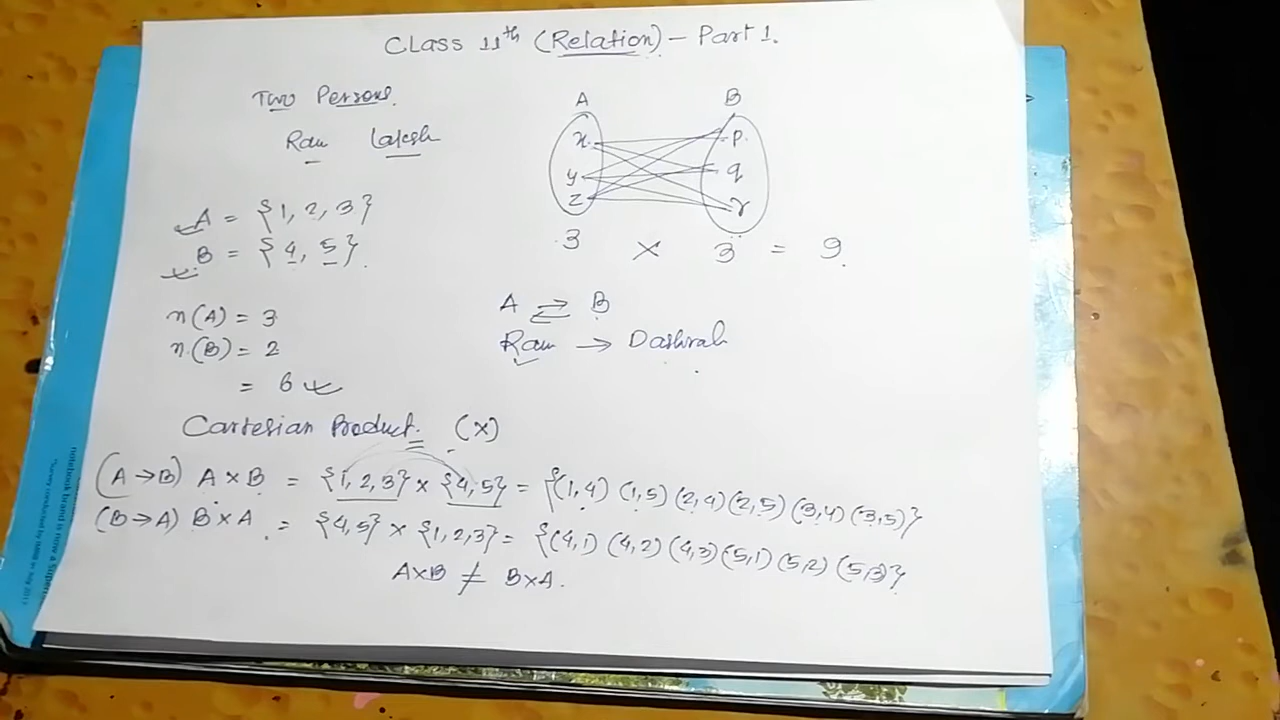 Class 11th (Relation) - Part 1.
Two Persons.
Ram Laksh
A = {1, 2, 3}
B = {4, 5}.
n(A) = 3
n(B) = 2
= 6
A B
x. p.
y q
z r
3 × 3 = 9.
A ⇄ B
Ram → Dashrah
Cartesian Product. (X)
(A→B) A × B = {1, 2, 3} × {4, 5} = {(1, 4) (1, 5) (2, 4) (2, 5) (3, 4) (3, 5)}
(B→A) B × A = {4, 5} × {1, 2, 3} = {(4, 1) (4, 2) (4, 3) (5, 1) (5, 2) (5, 3)}
A×B ≠ B×A.